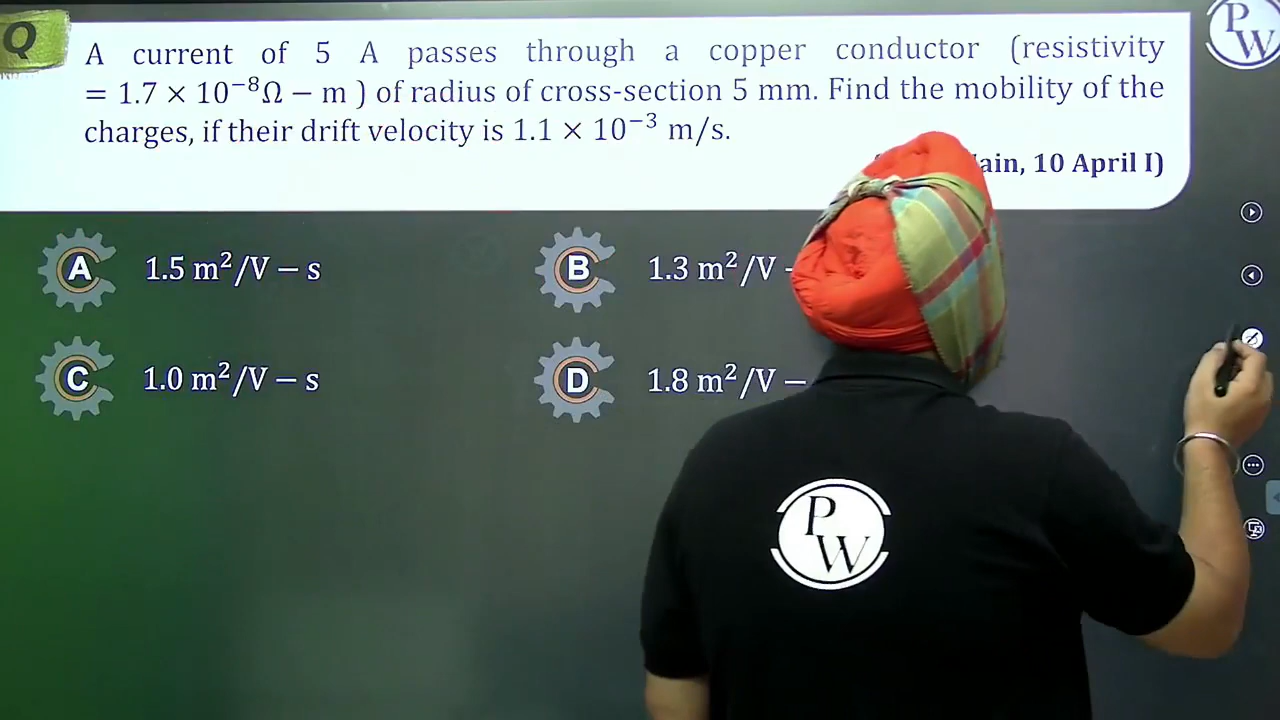 Q
A current of 5 A passes through a copper conductor (resistivity
= 1.7 × 10⁻⁸Ω − m ) of radius of cross-section 5 mm. Find the mobility of the
charges, if their drift velocity is 1.1 × 10⁻³ m/s.
10 April I)
A 1.5 m²/V − s
B 1.3 m²/V
C 1.0 m²/V − s
D 1.8 m²/V −
PW
PW